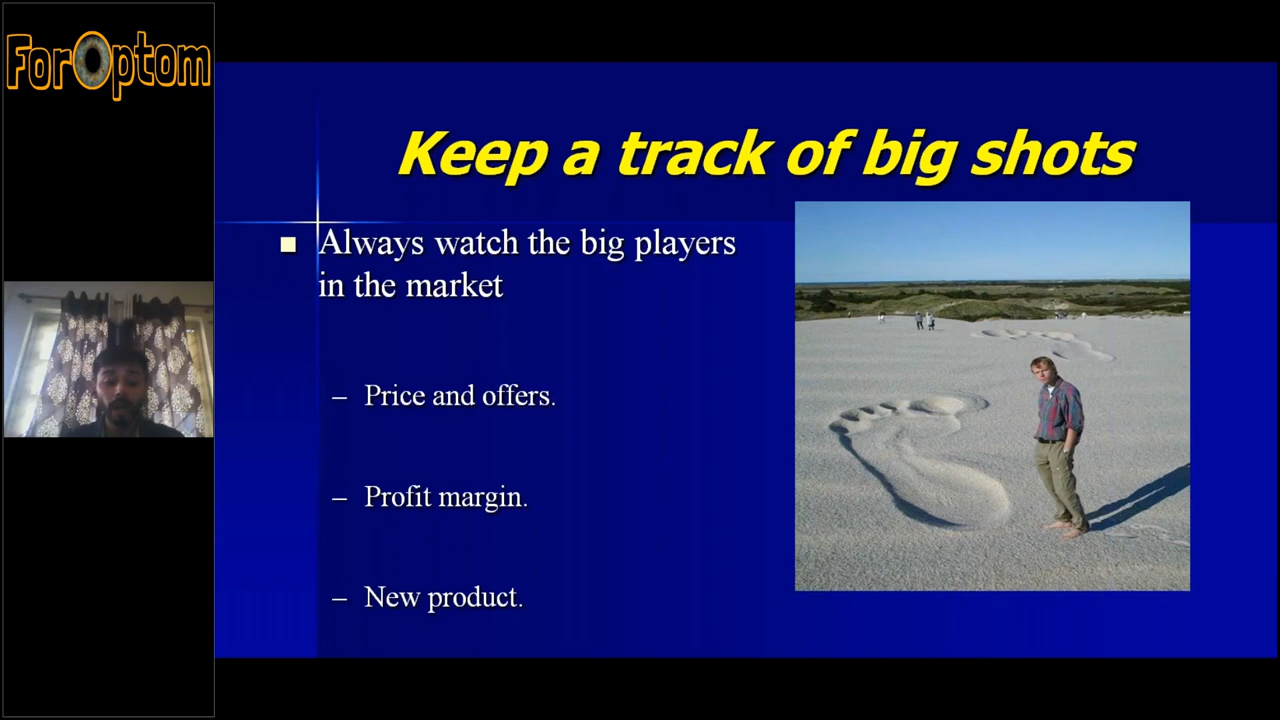 ForOptom
Keep a track of big shots
■ Always watch the big players
in the market
– Price and offers.
– Profit margin.
– New product.